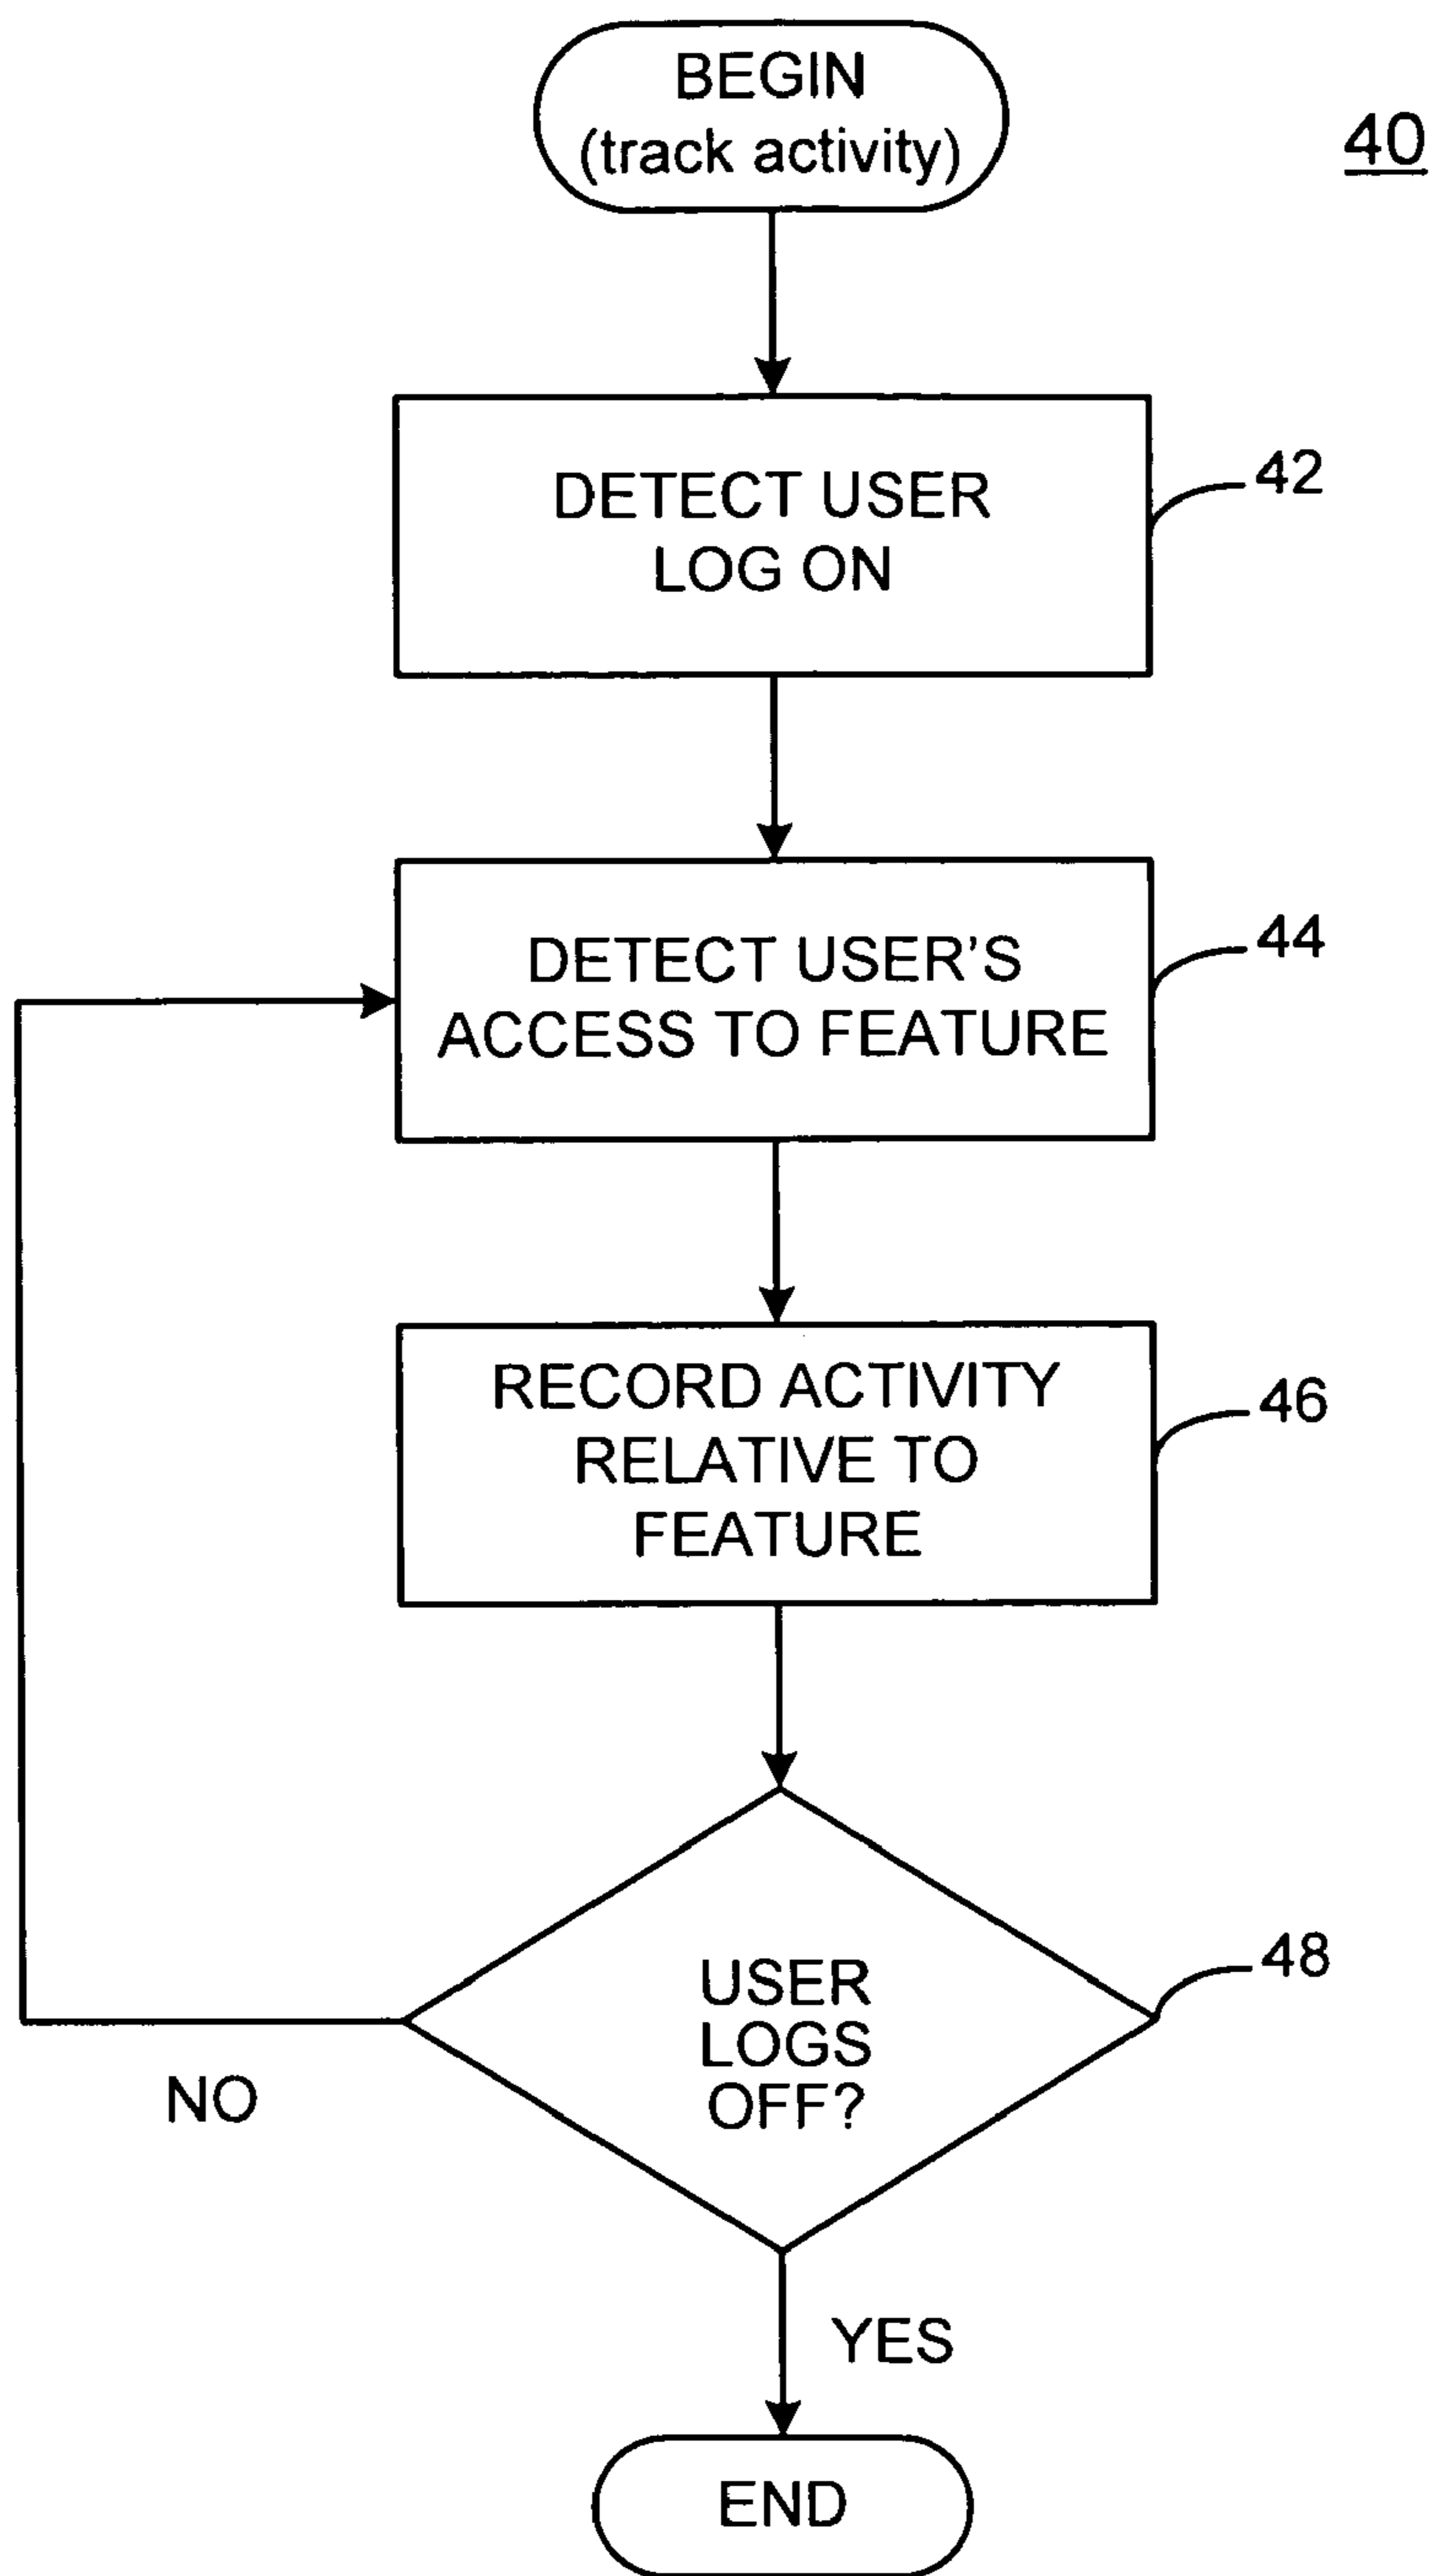 BEGIN
(track activity)
40
DETECT USER
LOG ON
42
DETECT USER’S
ACCESS TO FEATURE
44
RECORD ACTIVITY
RELATIVE TO
FEATURE
46
USER
LOGS
OFF?
48
NO
YES
END